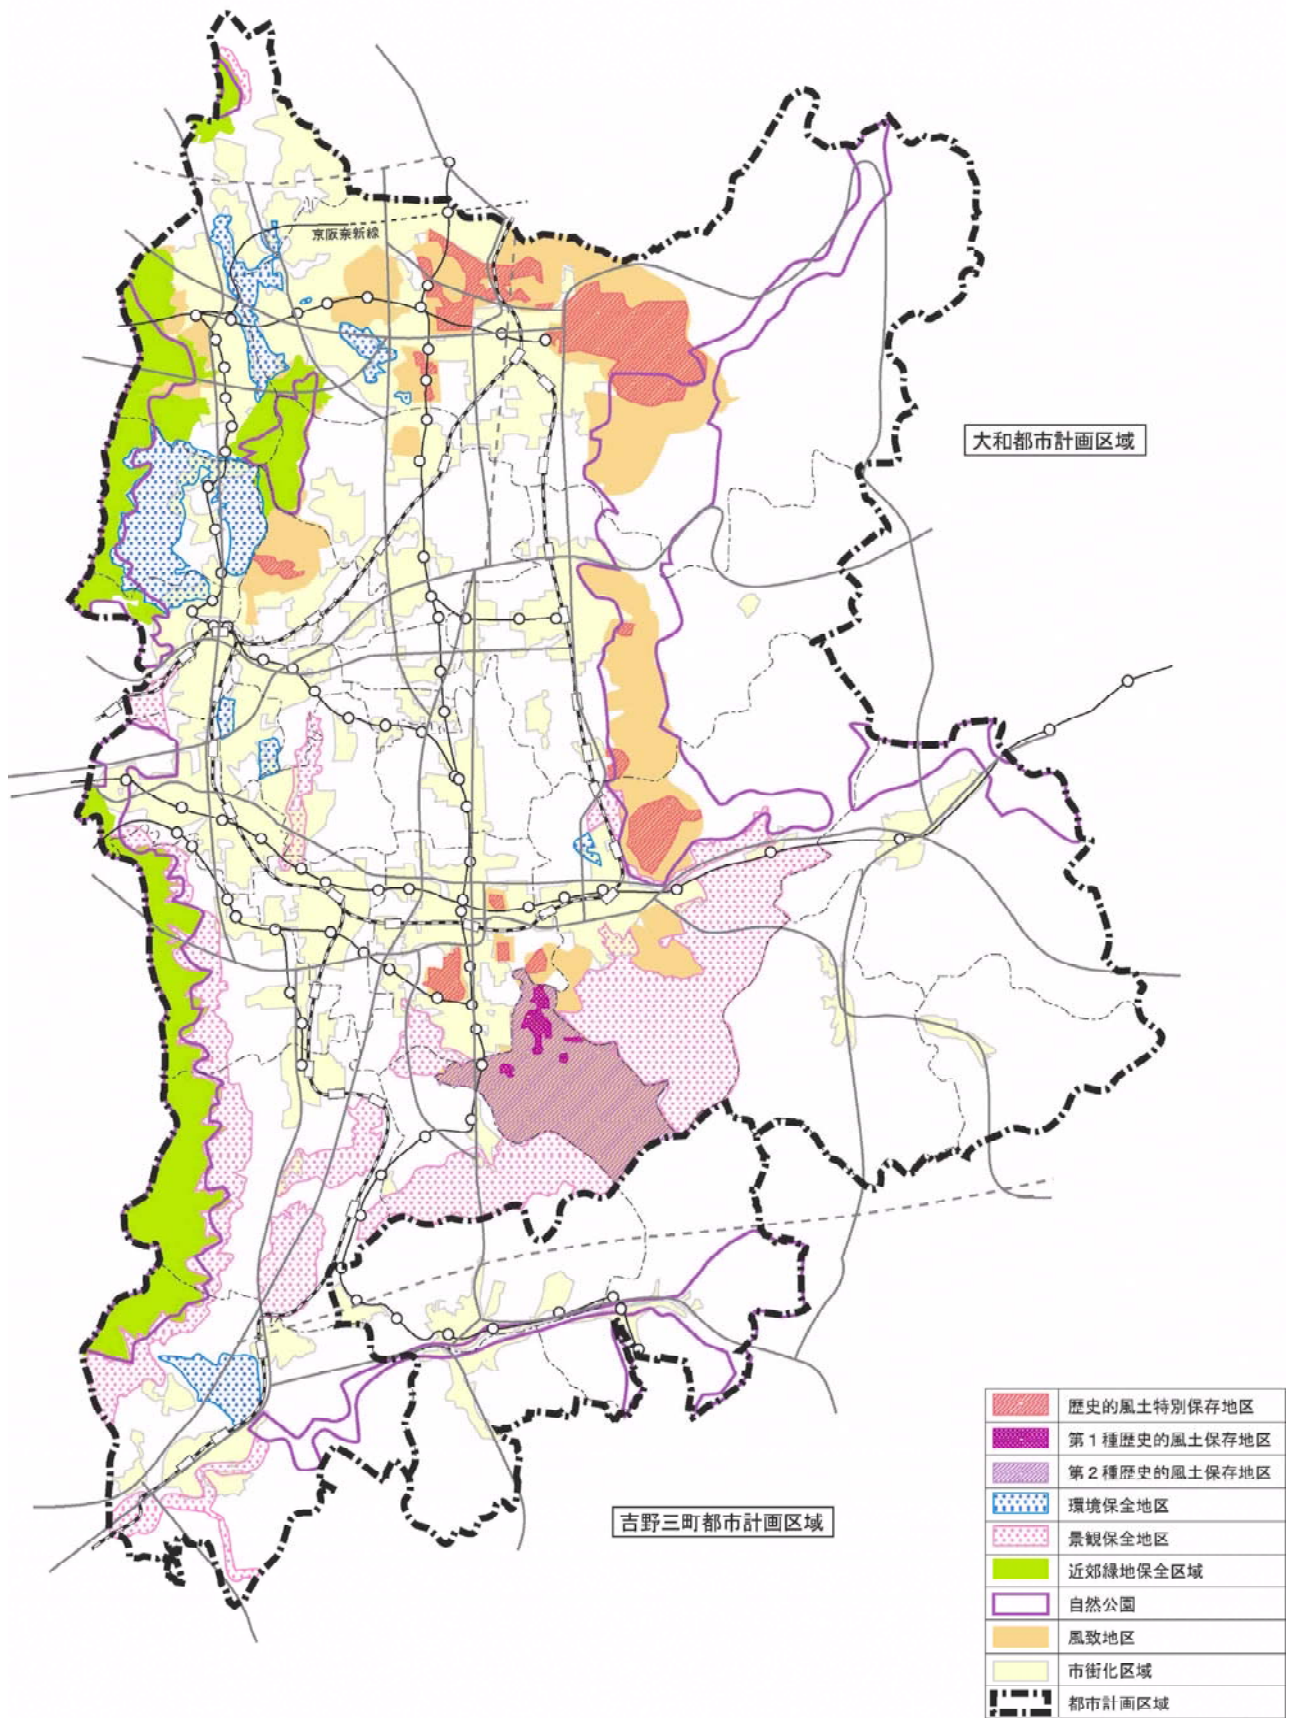 京阪奈新線
大和都市計画区域
吉野三町都市計画区域
歴史的風土特別保存地区
第1種歴史的風土保存地区
第2種歴史的風土保存地区
環境保全地区
景観保全地区
近郊緑地保全区域
自然公園
風致地区
市街化区域
都市計画区域